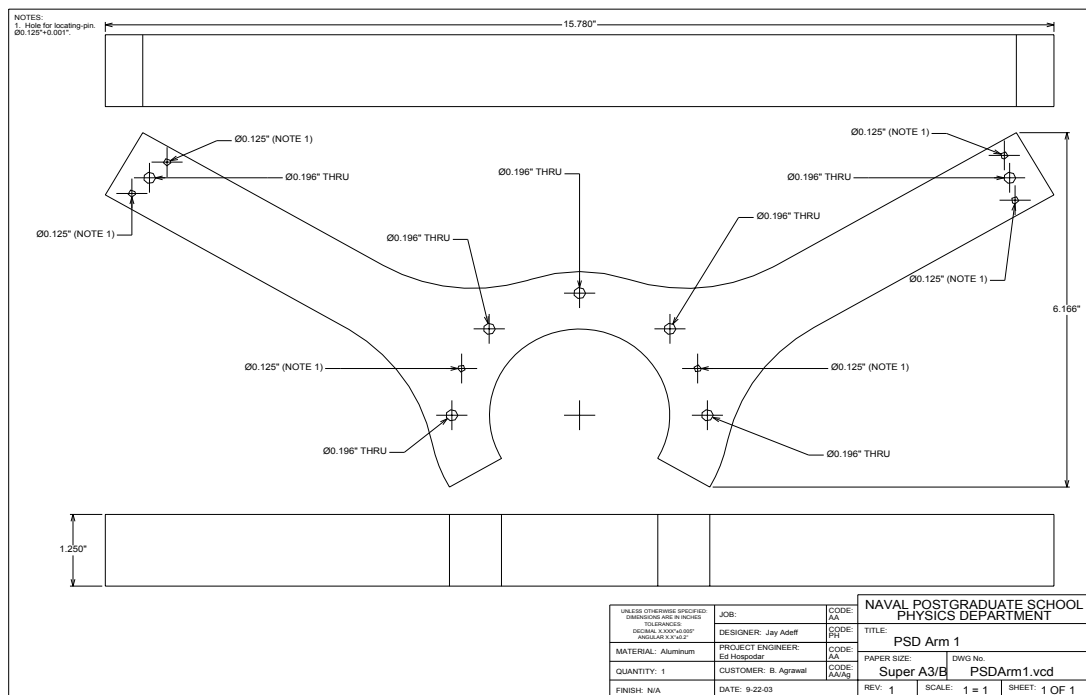 NOTES:
1. Hole for locating-pin.
Ø0.125"+0.001".
15.780"
Ø0.125" (NOTE 1)
Ø0.125" (NOTE 1)
Ø0.196" THRU
Ø0.196" THRU
Ø0.196" THRU
Ø0.196" THRU
Ø0.125" (NOTE 1)
Ø0.196" THRU
Ø0.125" (NOTE 1)
6.166"
Ø0.125" (NOTE 1)
Ø0.125" (NOTE 1)
Ø0.196" THRU
Ø0.196" THRU
1.250"
UNLESS OTHERWISE SPECIFIED:
DIMENSIONS ARE IN INCHES
TOLERANCES:
DECIMAL X.XXX"±0.005"
ANGULAR X.X°±0.2°
MATERIAL: Aluminum
QUANTITY: 1
FINISH: N/A
JOB:
CODE:
AA
DESIGNER: Jay Adeff
CODE:
PH
PROJECT ENGINEER:
Ed Hospodar
CODE:
AA
CUSTOMER: B. Agrawal
CODE:
AA/Ag
DATE: 9-22-03
NAVAL POSTGRADUATE SCHOOL
PHYSICS DEPARTMENT
TITLE:
PSD Arm 1
PAPER SIZE:
Super A3/B
DWG No.
PSDArm1.vcd
REV: 1
SCALE: 1 = 1
SHEET: 1 OF 1